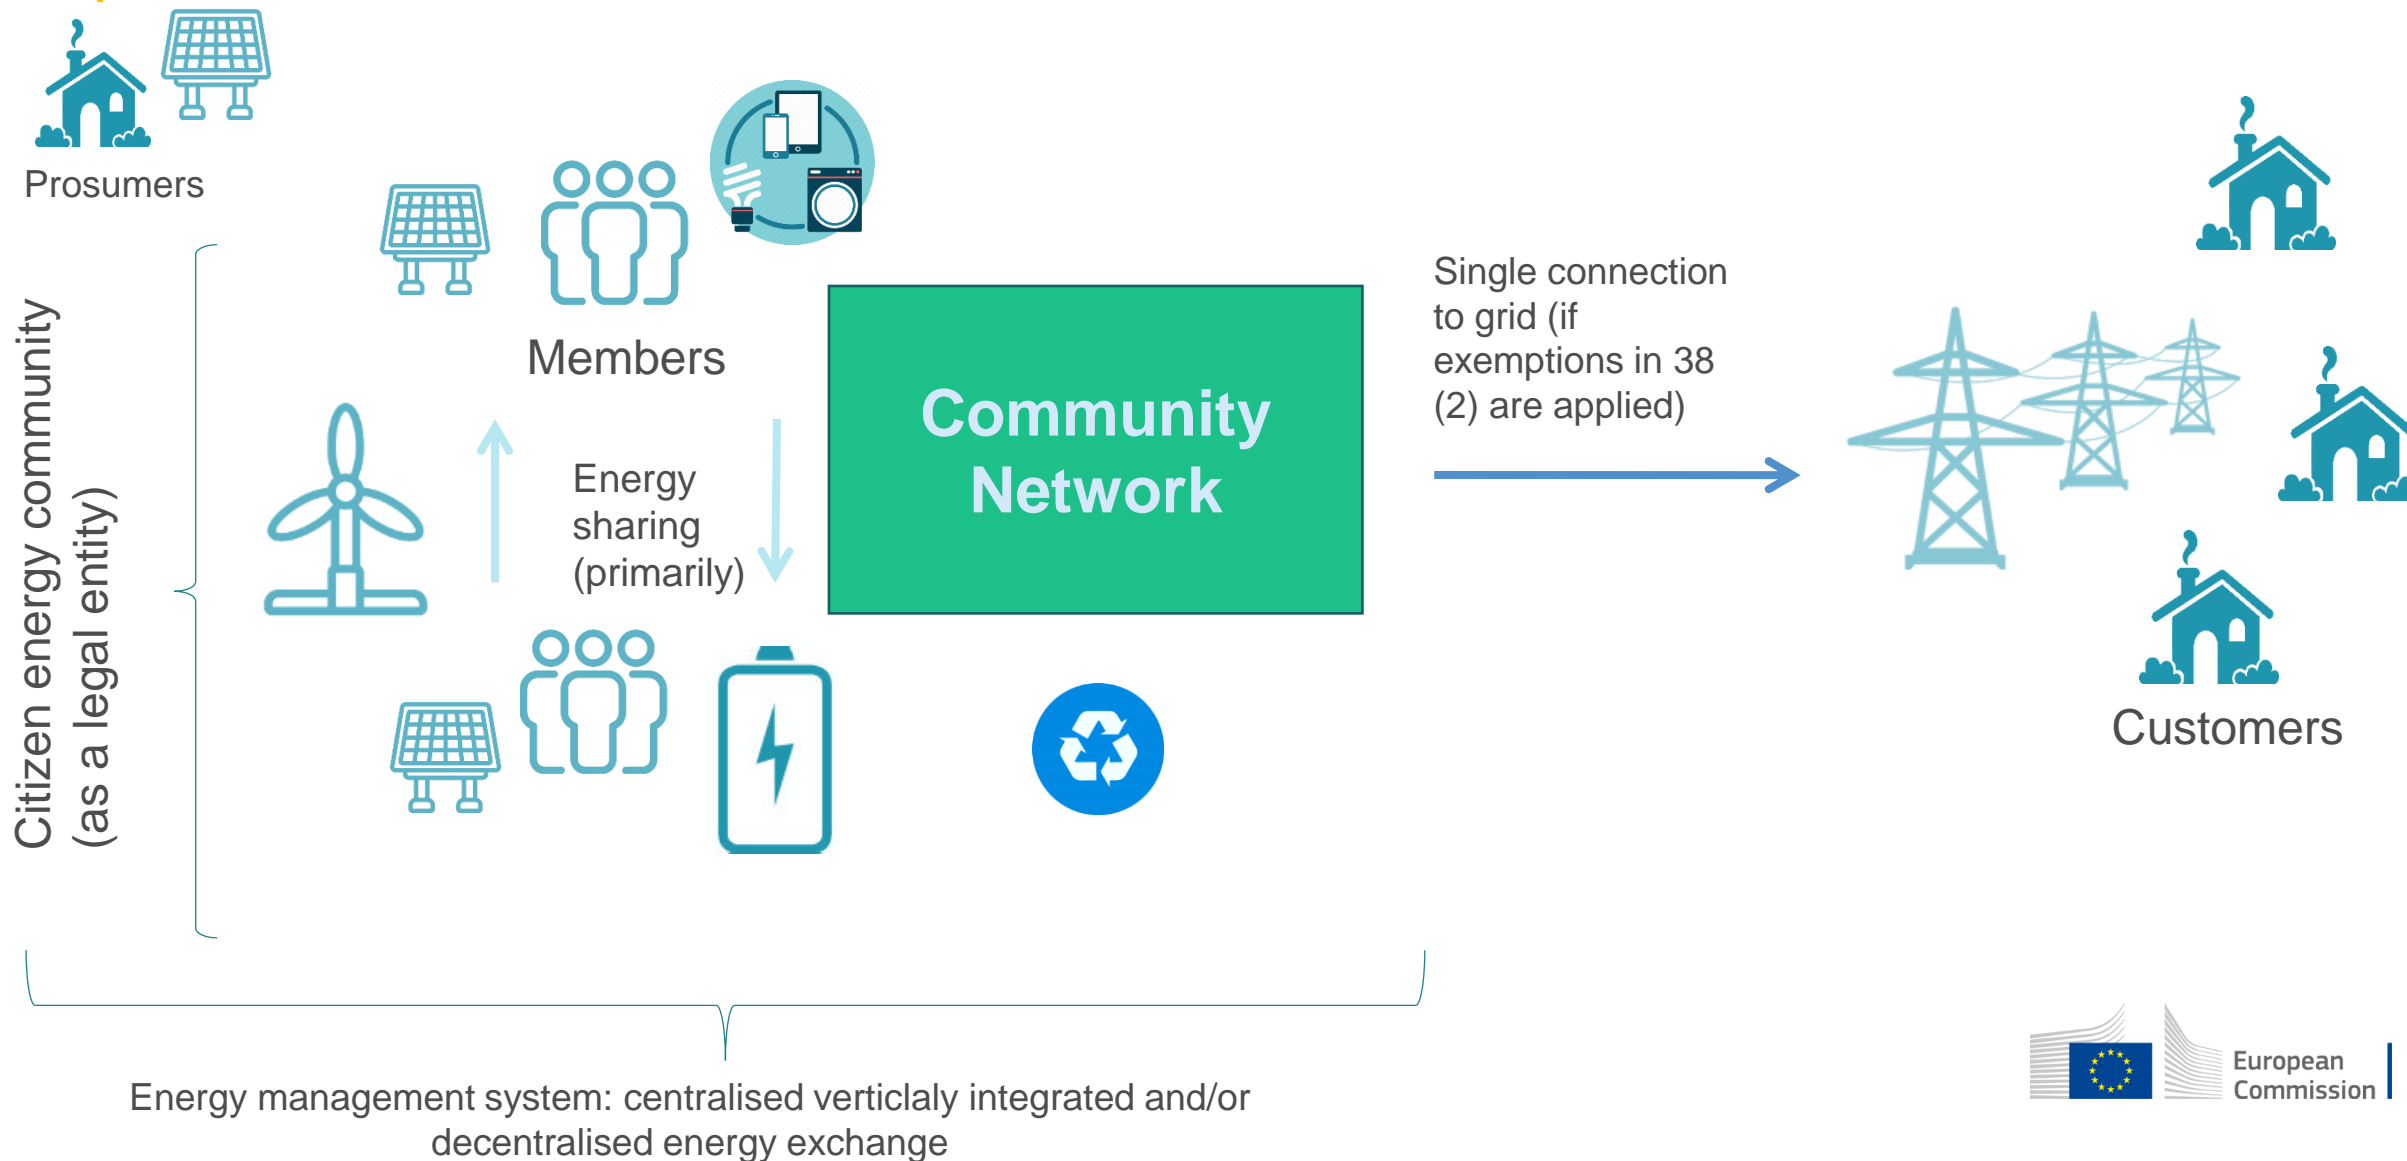 Prosumers
Citizen energy community
(as a legal entity)
Members
Energy
sharing
(primarily)
Community
Network
Single connection
to grid (if
exemptions in 38
(2) are applied)
Customers
Energy management system: centralised verticlaly integrated and/or
decentralised energy exchange
European
Commission